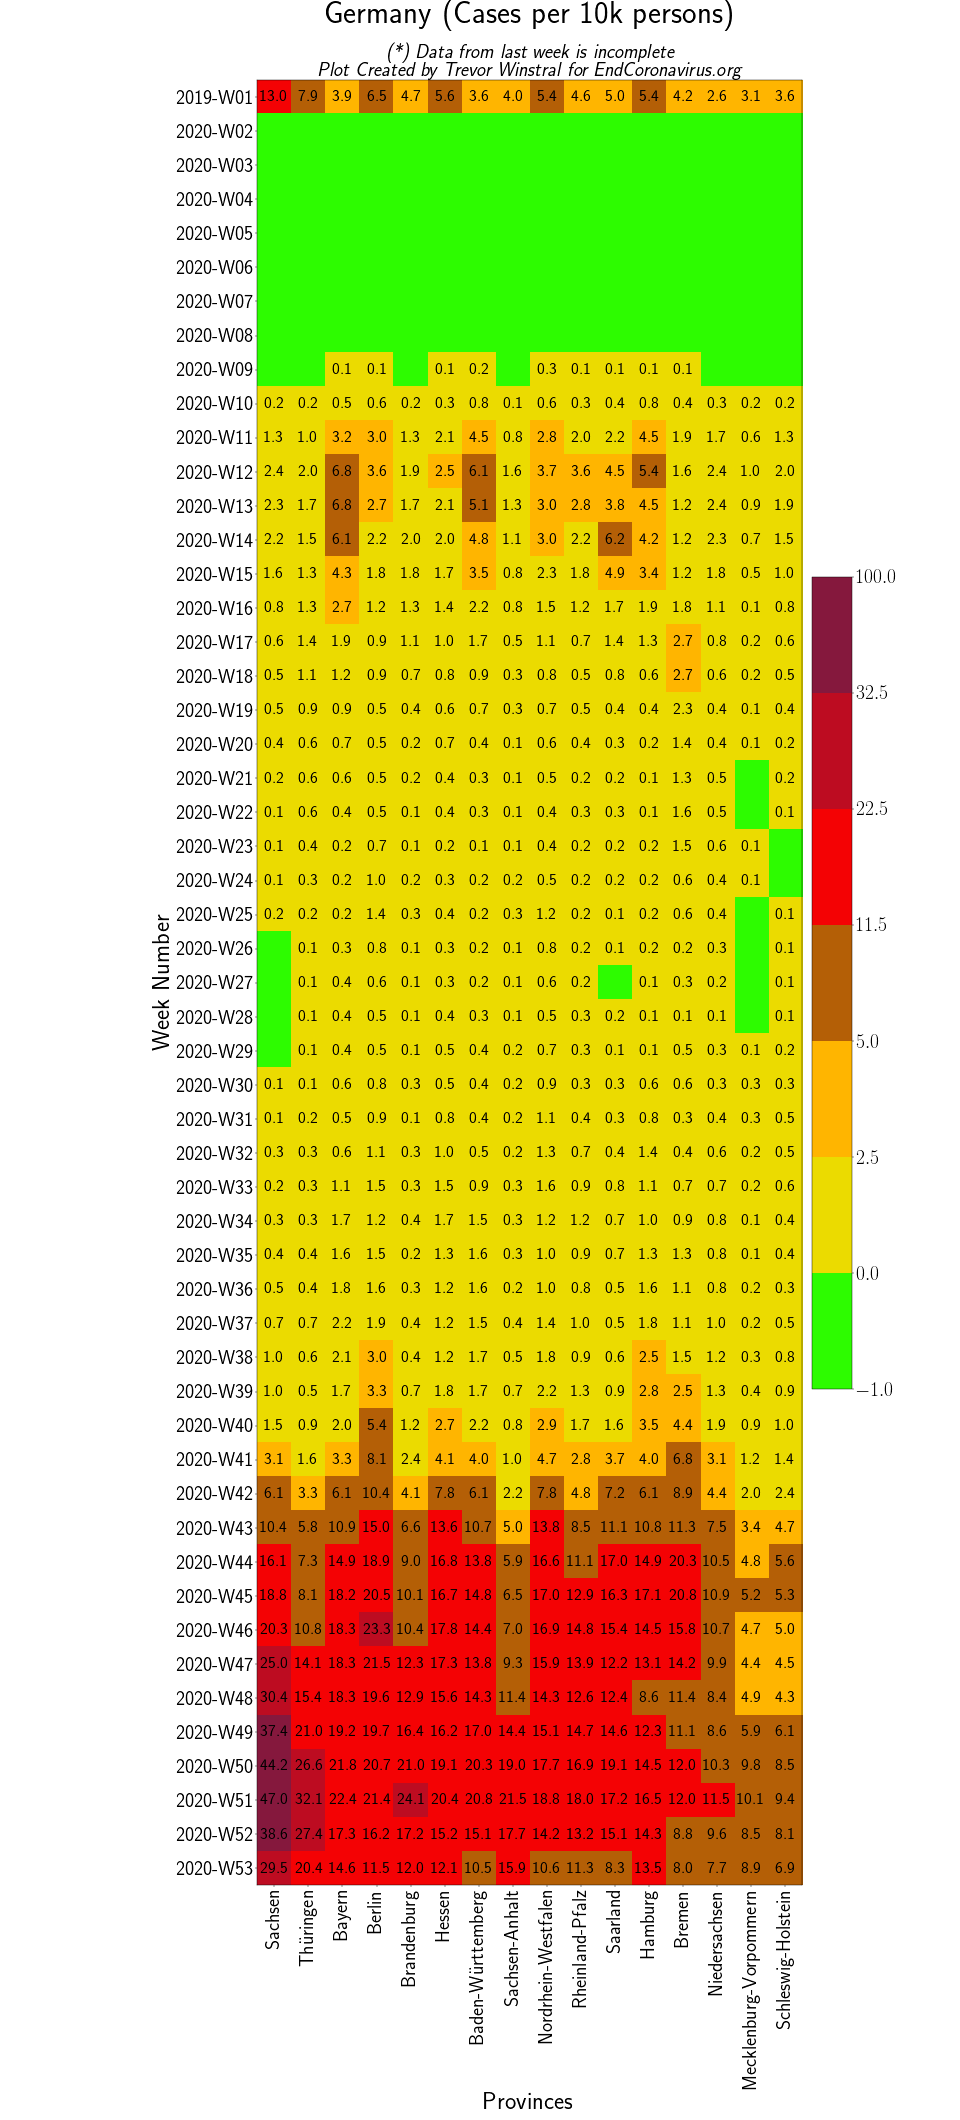 Germany (Cases per 10k persons)
(*) Data from last week is incomplete
Plot Created by Trevor Winstral for EndCoronavirus.org
2019-W01 13.0 7.9 3.9 6.5 4.7 5.6 3.6 4.0 5.4 4.6 5.0 5.4 4.2 2.6 3.1 3.6
2020-W02
2020-W03
2020-W04
2020-W05
2020-W06
2020-W07
2020-W08
2020-W09 0.1 0.1 0.1 0.2 0.3 0.1 0.1 0.1 0.1
2020-W10 0.2 0.2 0.5 0.6 0.2 0.3 0.8 0.1 0.6 0.3 0.4 0.8 0.4 0.3 0.2 0.2
2020-W11 1.3 1.0 3.2 3.0 1.3 2.1 4.5 0.8 2.8 2.0 2.2 4.5 1.9 1.7 0.6 1.3
2020-W12 2.4 2.0 6.8 3.6 1.9 2.5 6.1 1.6 3.7 3.6 4.5 5.4 1.6 2.4 1.0 2.0
2020-W13 2.3 1.7 6.8 2.7 1.7 2.1 5.1 1.3 3.0 2.8 3.8 4.5 1.2 2.4 0.9 1.9
2020-W14 2.2 1.5 6.1 2.2 2.0 2.0 4.8 1.1 3.0 2.2 6.2 4.2 1.2 2.3 0.7 1.5
2020-W15 1.6 1.3 4.3 1.8 1.8 1.7 3.5 0.8 2.3 1.8 4.9 3.4 1.2 1.8 0.5 1.0
2020-W16 0.8 1.3 2.7 1.2 1.3 1.4 2.2 0.8 1.5 1.2 1.7 1.9 1.8 1.1 0.1 0.8
2020-W17 0.6 1.4 1.9 0.9 1.1 1.0 1.7 0.5 1.1 0.7 1.4 1.3 2.7 0.8 0.2 0.6
2020-W18 0.5 1.1 1.2 0.9 0.7 0.8 0.9 0.3 0.8 0.5 0.8 0.6 2.7 0.6 0.2 0.5
2020-W19 0.5 0.9 0.9 0.5 0.4 0.6 0.7 0.3 0.7 0.5 0.4 0.4 2.3 0.4 0.1 0.4
2020-W20 0.4 0.6 0.7 0.5 0.2 0.7 0.4 0.1 0.6 0.4 0.3 0.2 1.4 0.4 0.1 0.2
2020-W21 0.2 0.6 0.6 0.5 0.2 0.4 0.3 0.1 0.5 0.2 0.2 0.1 1.3 0.5 0.2
2020-W22 0.1 0.6 0.4 0.5 0.1 0.4 0.3 0.1 0.4 0.3 0.3 0.1 1.6 0.5 0.1
2020-W23 0.1 0.4 0.2 0.7 0.1 0.2 0.1 0.1 0.4 0.2 0.2 0.2 1.5 0.6 0.1
2020-W24 0.1 0.3 0.2 1.0 0.2 0.3 0.2 0.2 0.5 0.2 0.2 0.2 0.6 0.4 0.1
2020-W25 0.2 0.2 0.2 1.4 0.3 0.4 0.2 0.3 1.2 0.2 0.1 0.2 0.6 0.4 0.1
2020-W26 0.1 0.3 0.8 0.1 0.3 0.2 0.1 0.8 0.2 0.1 0.2 0.2 0.3 0.1
2020-W27 0.1 0.4 0.6 0.1 0.3 0.2 0.1 0.6 0.2 0.1 0.3 0.2 0.1
2020-W28 0.1 0.4 0.5 0.1 0.4 0.3 0.1 0.5 0.3 0.2 0.1 0.1 0.1 0.1
2020-W29 0.1 0.4 0.5 0.1 0.5 0.4 0.2 0.7 0.3 0.1 0.1 0.5 0.3 0.1 0.2
2020-W30 0.1 0.1 0.6 0.8 0.3 0.5 0.4 0.2 0.9 0.3 0.3 0.6 0.6 0.3 0.3 0.3
2020-W31 0.1 0.2 0.5 0.9 0.1 0.8 0.4 0.2 1.1 0.4 0.3 0.8 0.3 0.4 0.3 0.5
2020-W32 0.3 0.3 0.6 1.1 0.3 1.0 0.5 0.2 1.3 0.7 0.4 1.4 0.4 0.6 0.2 0.5
2020-W33 0.2 0.3 1.1 1.5 0.3 1.5 0.9 0.3 1.6 0.9 0.8 1.1 0.7 0.7 0.2 0.6
2020-W34 0.3 0.3 1.7 1.2 0.4 1.7 1.5 0.3 1.2 1.2 0.7 1.0 0.9 0.8 0.1 0.4
2020-W35 0.4 0.4 1.6 1.5 0.2 1.3 1.6 0.3 1.0 0.9 0.7 1.3 1.3 0.8 0.1 0.4
2020-W36 0.5 0.4 1.8 1.6 0.3 1.2 1.6 0.2 1.0 0.8 0.5 1.6 1.1 0.8 0.2 0.3
2020-W37 0.7 0.7 2.2 1.9 0.4 1.2 1.5 0.4 1.4 1.0 0.5 1.8 1.1 1.0 0.2 0.5
2020-W38 1.0 0.6 2.1 3.0 0.4 1.2 1.7 0.5 1.8 0.9 0.6 2.5 1.5 1.2 0.3 0.8
2020-W39 1.0 0.5 1.7 3.3 0.7 1.8 1.7 0.7 2.2 1.3 0.9 2.8 2.5 1.3 0.4 0.9
2020-W40 1.5 0.9 2.0 5.4 1.2 2.7 2.2 0.8 2.9 1.7 1.6 3.5 4.4 1.9 0.9 1.0
2020-W41 3.1 1.6 3.3 8.1 2.4 4.1 4.0 1.0 4.7 2.8 3.7 4.0 6.8 3.1 1.2 1.4
2020-W42 6.1 3.3 6.1 10.4 4.1 7.8 6.1 2.2 7.8 4.8 7.2 6.1 8.9 4.4 2.0 2.4
2020-W43 10.4 5.8 10.9 15.0 6.6 13.6 10.7 5.0 13.8 8.5 11.1 10.8 11.3 7.5 3.4 4.7
2020-W44 16.1 7.3 14.9 18.9 9.0 16.8 13.8 5.9 16.6 11.1 17.0 14.9 20.3 10.5 4.8 5.6
2020-W45 18.8 8.1 18.2 20.5 10.1 16.7 14.8 6.5 17.0 12.9 16.3 17.1 20.8 10.9 5.2 5.3
2020-W46 20.3 10.8 18.3 23.3 10.4 17.8 14.4 7.0 16.9 14.8 15.4 14.5 15.8 10.7 4.7 5.0
2020-W47 25.0 14.1 18.3 21.5 12.3 17.3 13.8 9.3 15.9 13.9 12.2 13.1 14.2 9.9 4.4 4.5
2020-W48 30.4 15.4 18.3 19.6 12.9 15.6 14.3 11.4 14.3 12.6 12.4 8.6 11.4 8.4 4.9 4.3
2020-W49 37.4 21.0 19.2 19.7 16.4 16.2 17.0 14.4 15.1 14.7 14.6 12.3 11.1 8.6 5.9 6.1
2020-W50 44.2 26.6 21.8 20.7 21.0 19.1 20.3 19.0 17.7 16.9 19.1 14.5 12.0 10.3 9.8 8.5
2020-W51 47.0 32.1 22.4 21.4 24.1 20.4 20.8 21.5 18.8 18.0 17.2 16.5 12.0 11.5 10.1 9.4
2020-W52 38.6 27.4 17.3 16.2 17.2 15.2 15.1 17.7 14.2 13.2 15.1 14.3 8.8 9.6 8.5 8.1
2020-W53 29.5 20.4 14.6 11.5 12.0 12.1 10.5 15.9 10.6 11.3 8.3 13.5 8.0 7.7 8.9 6.9
Week Number
Sachsen
Thüringen
Bayern
Berlin
Brandenburg
Hessen
Baden-Württemberg
Sachsen-Anhalt
Nordrhein-Westfalen
Rheinland-Pfalz
Saarland
Hamburg
Bremen
Niedersachsen
Mecklenburg-Vorpommern
Schleswig-Holstein
Provinces
100.0
32.5
22.5
11.5
5.0
2.5
0.0
−1.0